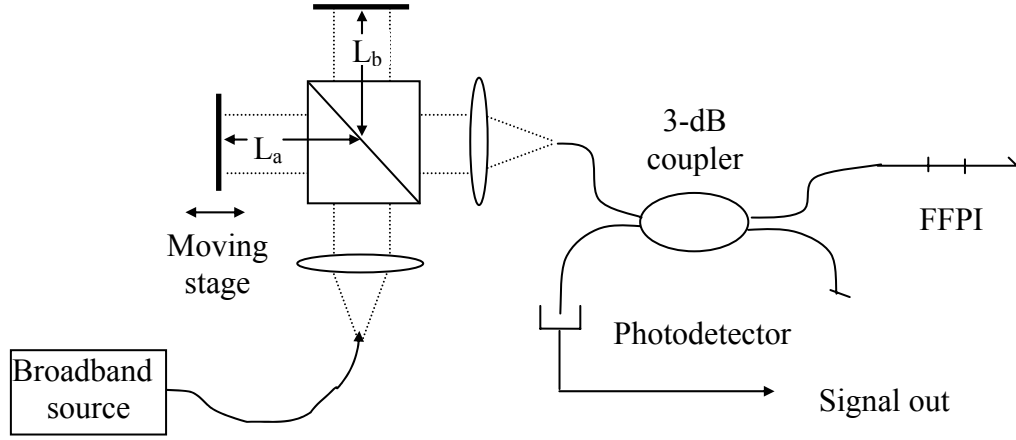 L_b
L_a
3-dB
coupler
FFPI
Moving
stage
Photodetector
Broadband
source
Signal out